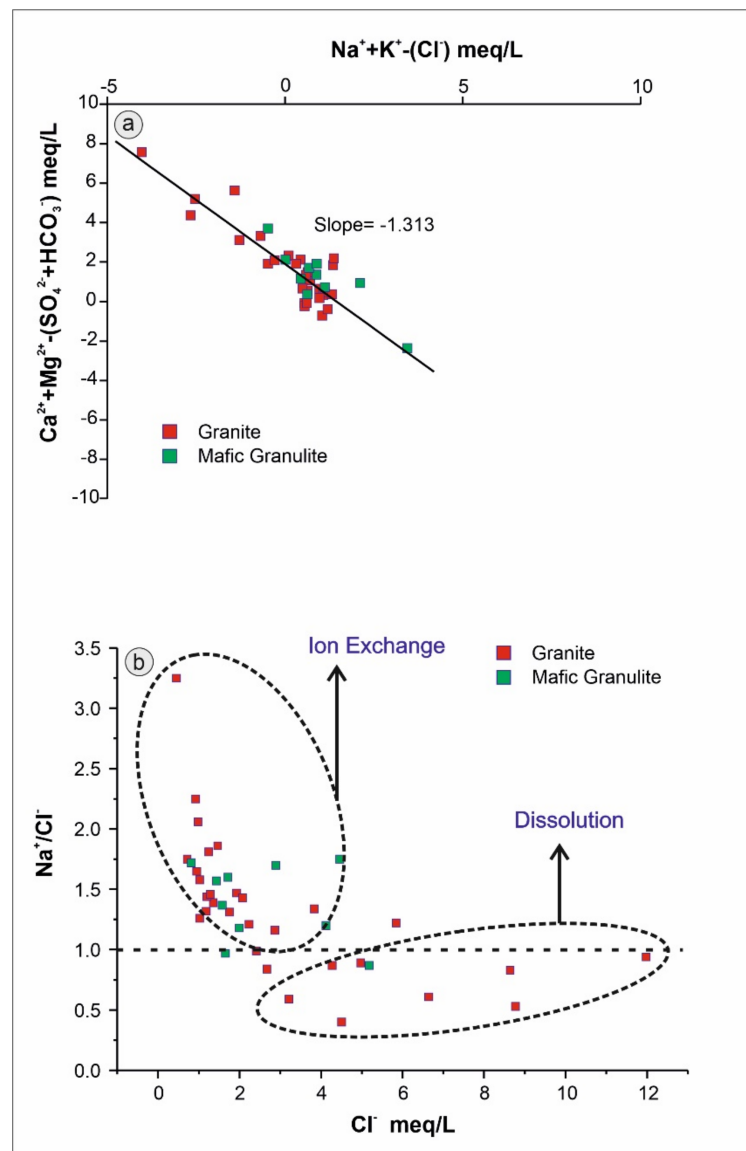 Na⁺+K⁺-(Cl⁻) meq/L
-5 0 5 10
a
Ca²⁺+Mg²⁺-(SO₄²⁻+HCO₃⁻) meq/L
10
8
6
4
2
0
-2
-4
-6
-8
-10
Slope= -1.313
Granite
Mafic Granulite
b
Ion Exchange
Granite
Mafic Granulite
Dissolution
Na⁺/Cl⁻
3.5
3.0
2.5
2.0
1.5
1.0
0.5
0.0
0 2 4 6 8 10 12
Cl⁻ meq/L